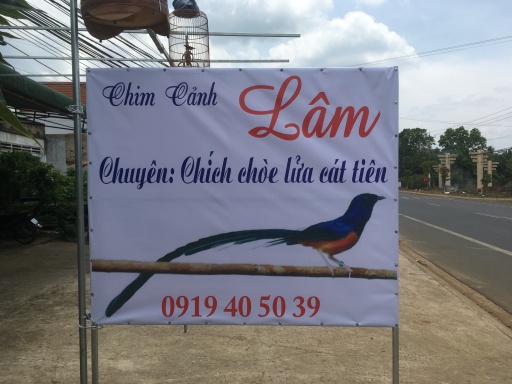 Chim Cảnh Lâm
Chuyên: Chích chòe lửa cát tiên
0919 40 50 39